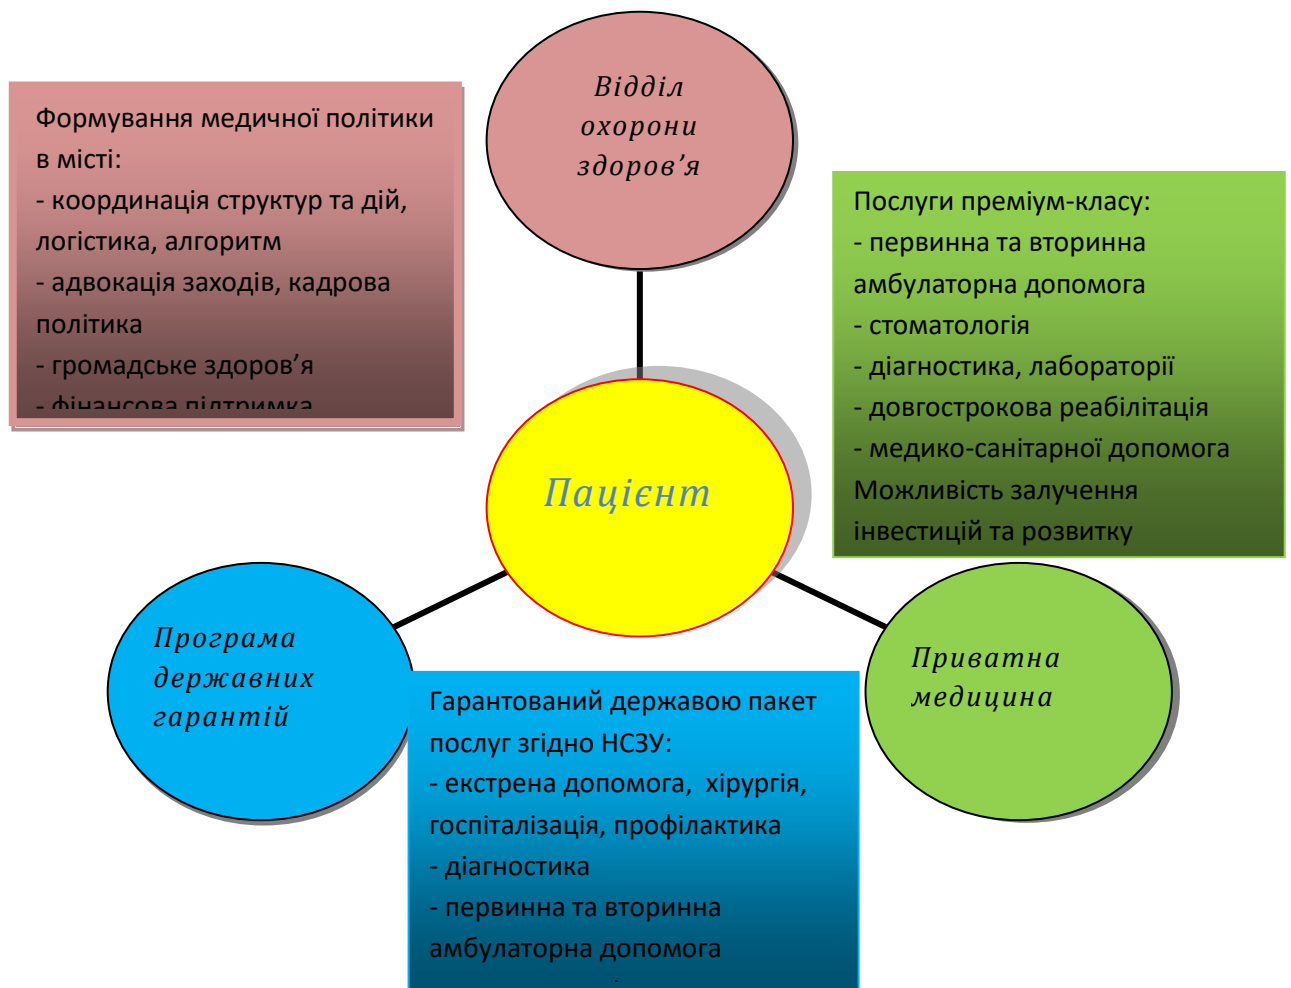 Відділ
охорони
здоров’я
Формування медичної політики
в місті:
- координація структур та дій,
логістика, алгоритм
- адвокація заходів, кадрова
політика
- громадське здоров’я
- фінансова підтримка
Послуги преміум-класу:
- первинна та вторинна
амбулаторна допомога
- стоматологія
- діагностика, лабораторії
- довгострокова реабілітація
- медико-санітарної допомога
Можливість залучення
інвестицій та розвитку
Пацієнт
Програма
державних
гарантій
Приватна
медицина
Гарантований державою пакет
послуг згідно НСЗУ:
- екстрена допомога, хірургія,
госпіталізація, профілактика
- діагностика
- первинна та вторинна
амбулаторна допомога